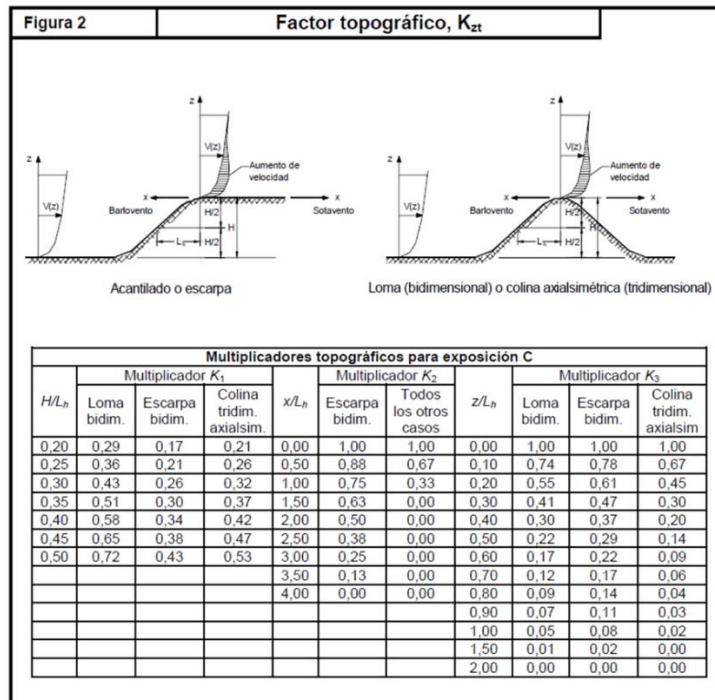 Figura 2
Factor topográfico, Kzt
z
V(z)
z
V(z)
Aumento de
velocidad
x
x
Barlovento
Sotavento
H/2
H/2
H
Lh
Acantilado o escarpa
z
V(z)
z
V(z)
Aumento de
velocidad
x
x
Barlovento
Sotavento
H/2
H/2
H
Lh
Loma (bidimensional) o colina axialsimétrica (tridimensional)
Multiplicadores topográficos para exposición C
Multiplicador K1 Multiplicador K2 Multiplicador K3
H/Lh Loma bidim. Escarpa bidim. Colina tridim. axialsim. x/Lh Escarpa bidim. Todos los otros casos z/Lh Loma bidim. Escarpa bidim. Colina tridim. axialsim
0,20 0,29 0,17 0,21 0,00 1,00 1,00 0,00 1,00 1,00 1,00
0,25 0,36 0,21 0,26 0,50 0,88 0,67 0,10 0,74 0,78 0,67
0,30 0,43 0,26 0,32 1,00 0,75 0,33 0,20 0,55 0,61 0,45
0,35 0,51 0,30 0,37 1,50 0,63 0,00 0,30 0,41 0,47 0,30
0,40 0,58 0,34 0,42 2,00 0,50 0,00 0,40 0,30 0,37 0,20
0,45 0,65 0,38 0,47 2,50 0,38 0,00 0,50 0,22 0,29 0,14
0,50 0,72 0,43 0,53 3,00 0,25 0,00 0,60 0,17 0,22 0,09
3,50 0,13 0,00 0,70 0,12 0,17 0,06
4,00 0,00 0,00 0,80 0,09 0,14 0,04
0,90 0,07 0,11 0,03
1,00 0,05 0,08 0,02
1,50 0,01 0,02 0,00
2,00 0,00 0,00 0,00